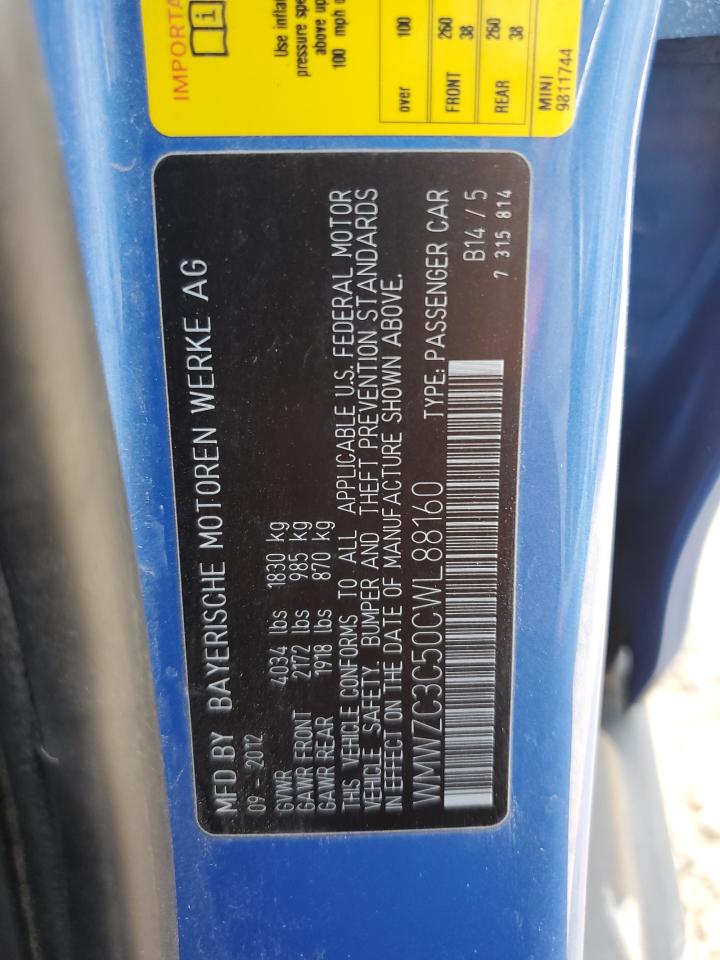 IMPORTA
Use infla
pressure spe
above up
100 mph o
over 100
FRONT 260 38
REAR 260 38
MINI
9811744
MFD BY BAYERISCHE MOTOREN WERKE AG
09 - 2012
GVWR 4034 lbs 1830 kg
GAWR FRONT 2172 lbs 985 kg
GAWR REAR 1918 lbs 870 kg
THIS VEHICLE CONFORMS TO ALL APPLICABLE U.S. FEDERAL MOTOR
VEHICLE SAFETY, BUMPER AND THEFT PREVENTION STANDARDS
IN EFFECT ON THE DATE OF MANUFACTURE SHOWN ABOVE.
WMWZC3C50CWL88160 TYPE: PASSENGER CAR
B14 / 5
7 315 814